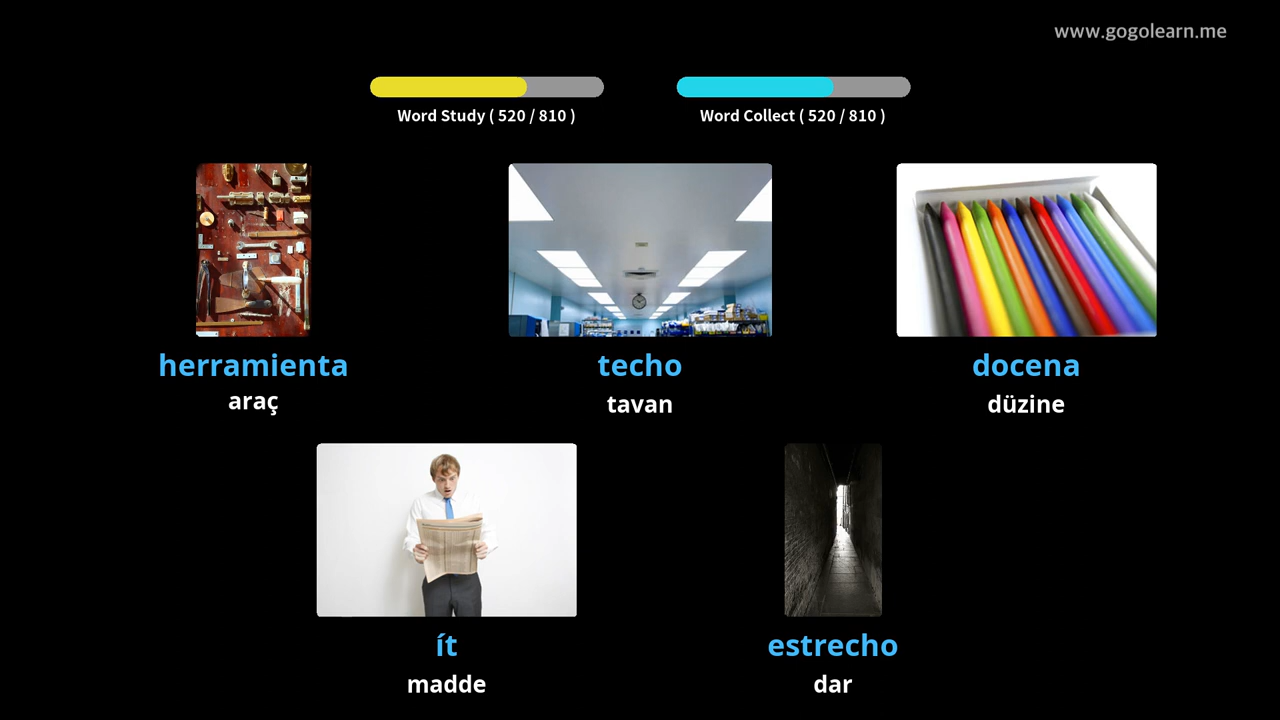 www.gogolearn.me
Word Study ( 520 / 810 )
Word Collect ( 520 / 810 )
herramienta
araç
techo
tavan
docena
düzine
ít
madde
estrecho
dar